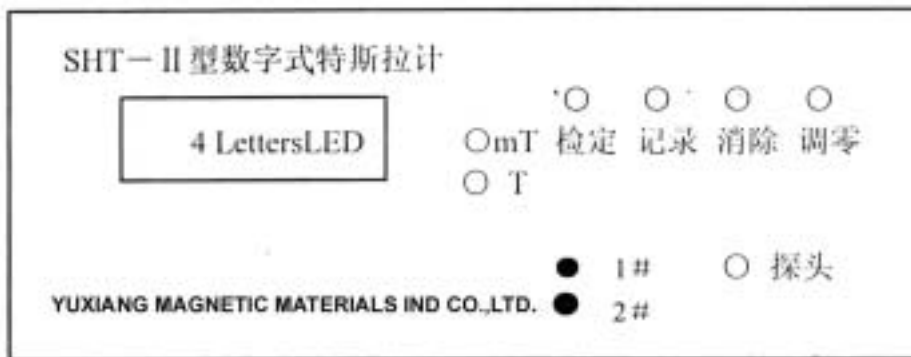 SHT-II型数字式特斯拉计
4 LettersLED
mT 检定 记录 消除 调零
T
1# 探头
YUXIANG MAGNETIC MATERIALS IND CO.,LTD.
2#